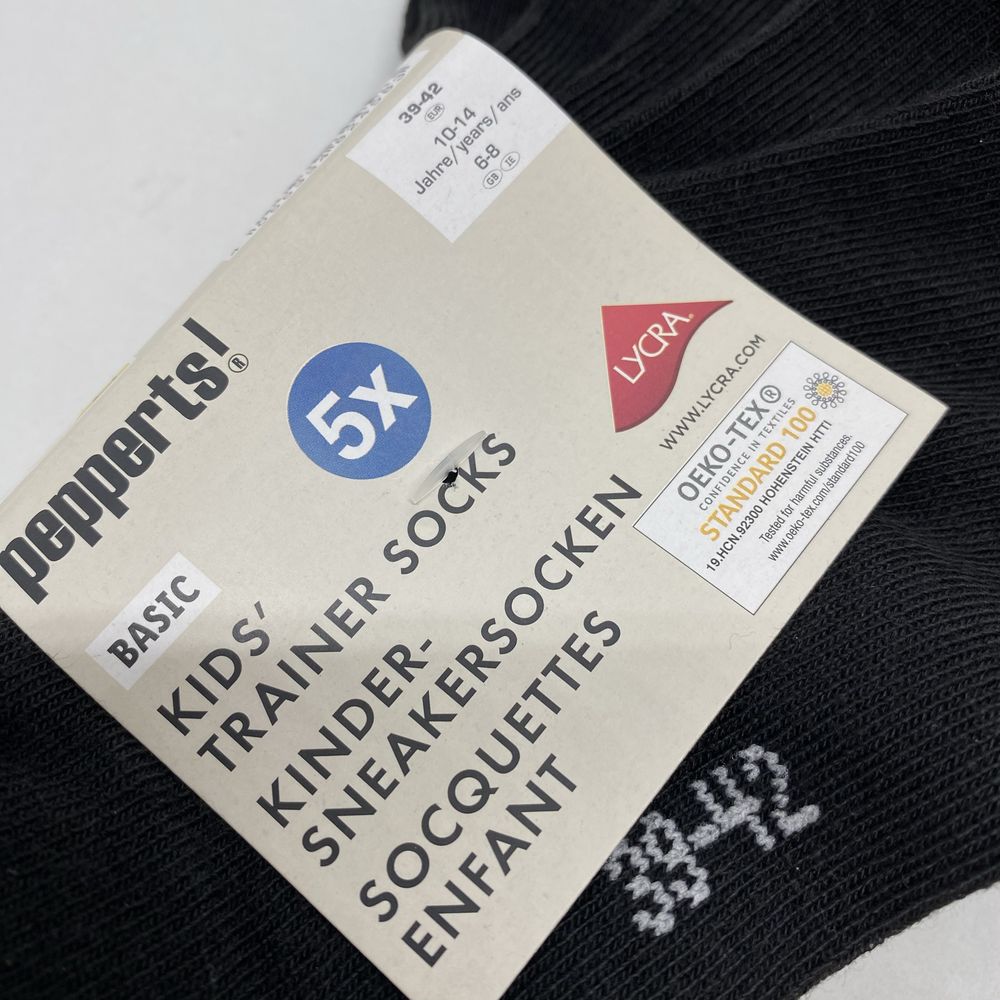 39-42
EUR
10-14
Jahre/years/ans
6-8
GB IE
pepperts!®
5x
LYCRA®
WWW.LYCRA.COM
OEKO-TEX®
CONFIDENCE IN TEXTILES
STANDARD 100
19.HCN.92300 HOHENSTEIN HTTI
Tested for harmful substances.
www.oeko-tex.com/standard100
BASIC
KIDS'
TRAINER SOCKS
KINDER-
SNEAKERSOCKEN
SOCQUETTES
ENFANT
-42